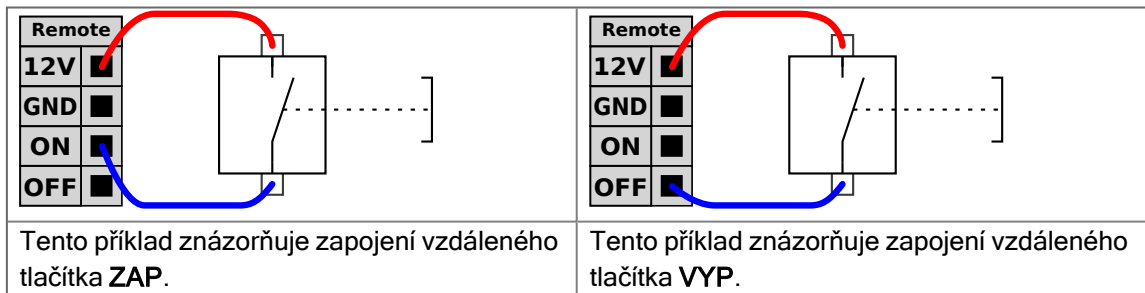 Remote
12V
GND
ON
OFF
Remote
12V
GND
ON
OFF
Tento příklad znázorňuje zapojení vzdáleného
tlačítka ZAP.
Tento příklad znázorňuje zapojení vzdáleného
tlačítka VYP.